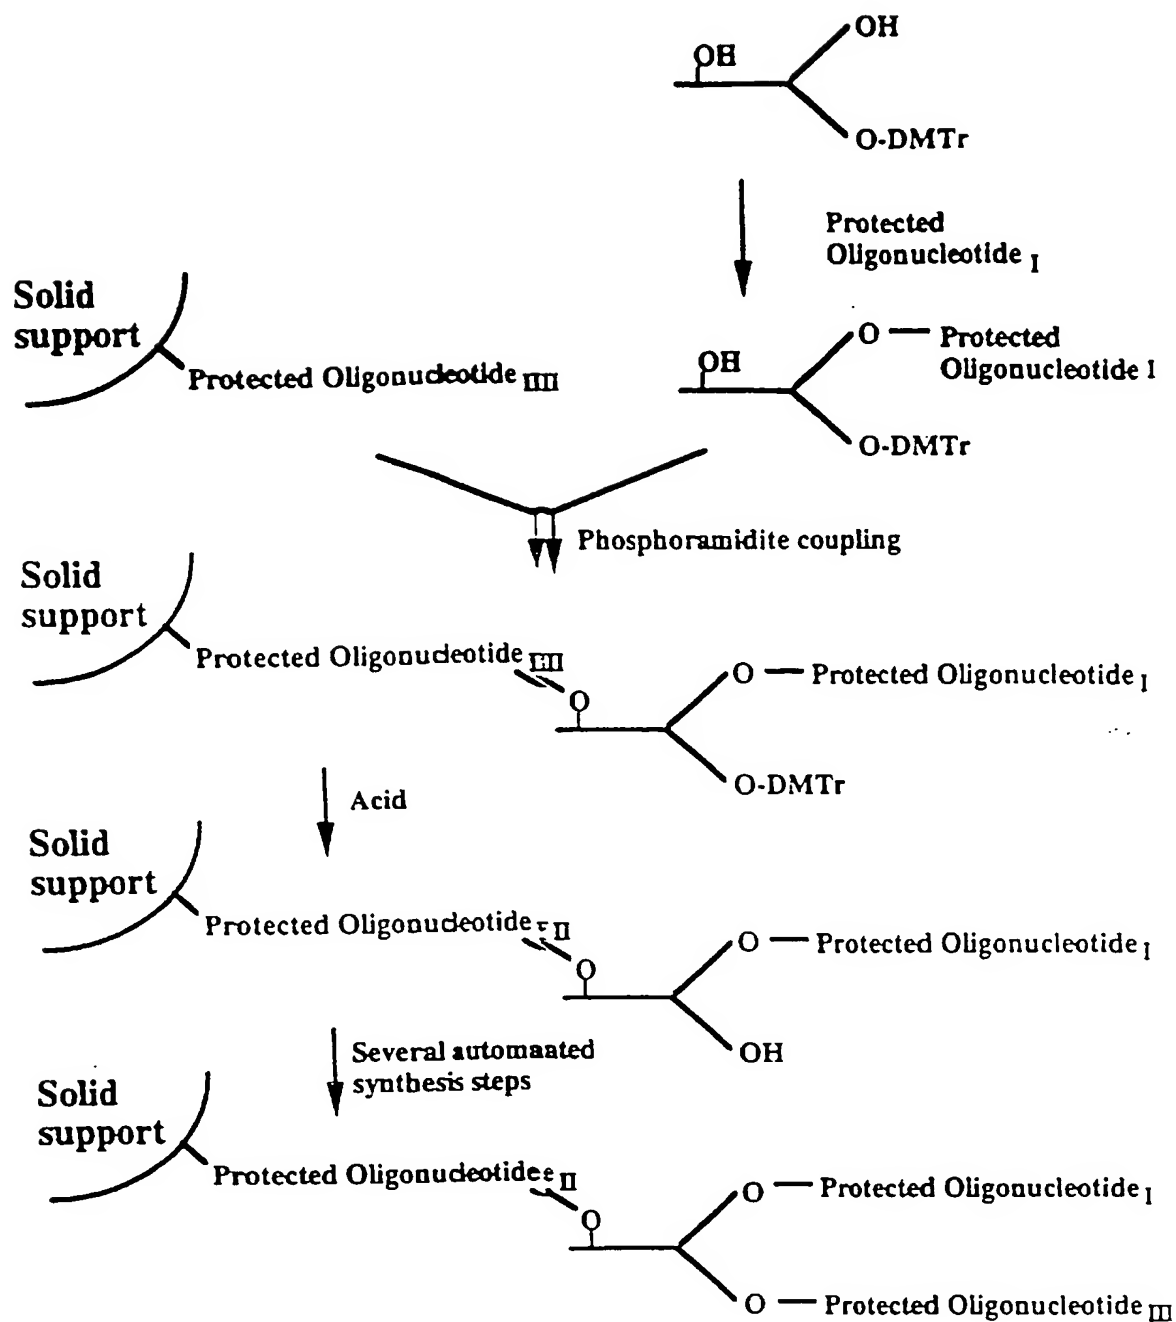 OH
OH
O-DMTr
Protected
Oligonucleotide I
Solid
support
Protected Oligonucleotide IIII
OH
O — Protected
Oligonucleotide I
O-DMTr
Phosphoramidite coupling
Solid
support
Protected Oligonucleotide
O — Protected Oligonucleotide I
O
O-DMTr
Acid
Solid
support
Protected Oligonucleotide II
O — Protected Oligonucleotide I
O
OH
Several automaated
synthesis steps
Solid
support
Protected Oligonucleotidee II
O — Protected Oligonucleotide I
O
O — Protected Oligonucleotide III